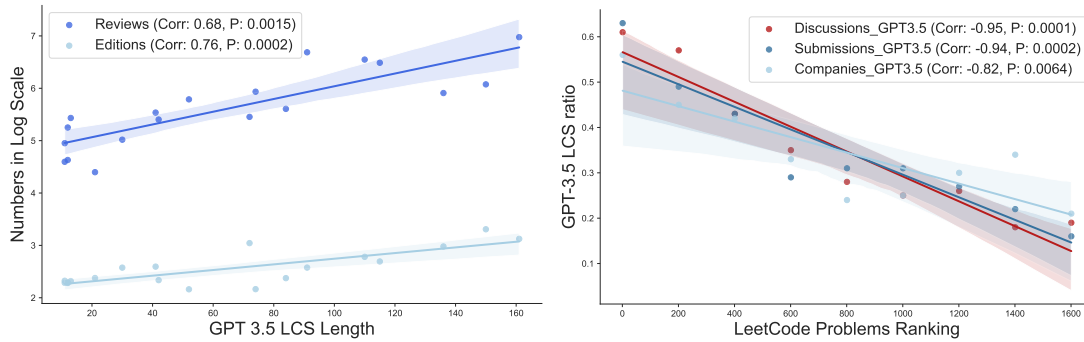 Reviews (Corr: 0.68, P: 0.0015)
Editions (Corr: 0.76, P: 0.0002)
Numbers in Log Scale
7
6
5
4
3
2
20 40 60 80 100 120 140 160
GPT 3.5 LCS Length
Discussions_GPT3.5 (Corr: -0.95, P: 0.0001)
Submissions_GPT3.5 (Corr: -0.94, P: 0.0002)
Companies_GPT3.5 (Corr: -0.82, P: 0.0064)
GPT-3.5 LCS ratio
0.6
0.5
0.4
0.3
0.2
0.1
0 200 400 600 800 1000 1200 1400 1600
LeetCode Problems Ranking